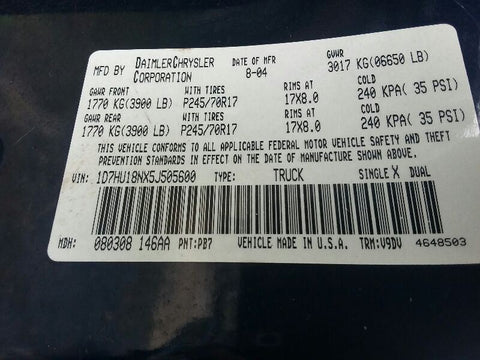 MFD BY DAIMLERCHRYSLER CORPORATION DATE OF MFR 8-04 GVWR 3017 KG(06650 LB)
GAWR FRONT WITH TIRES RIMS AT COLD
1770 KG(3900 LB) P245/70R17 17X8.0 240 KPA( 35 PSI)
GAWR REAR WITH TIRES RIMS AT COLD
1770 KG(3900 LB) P245/70R17 17X8.0 240 KPA( 35 PSI)
THIS VEHICLE CONFORMS TO ALL APPLICABLE FEDERAL MOTOR VEHICLE SAFETY AND THEFT
PREVENTION STANDARDS IN EFFECT ON THE DATE OF MANUFACTURE SHOWN ABOVE.
VIN: 1D7HU18NX5J505600 TYPE: TRUCK SINGLE X DUAL
MDH: 080308 146AA PNT:PB7 VEHICLE MADE IN U.S.A. TRM:V9DV 4648503